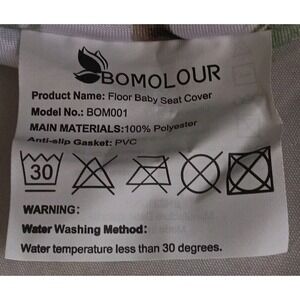 BOMOLOUR
Product Name: Floor Baby Seat Cover
Model No.: BOM001
MAIN MATERIALS:100% Polyester
Anti-slip Gasket: PVC
30
WARNING:
Water Washing Method:
Water temperature less than 30 degrees.